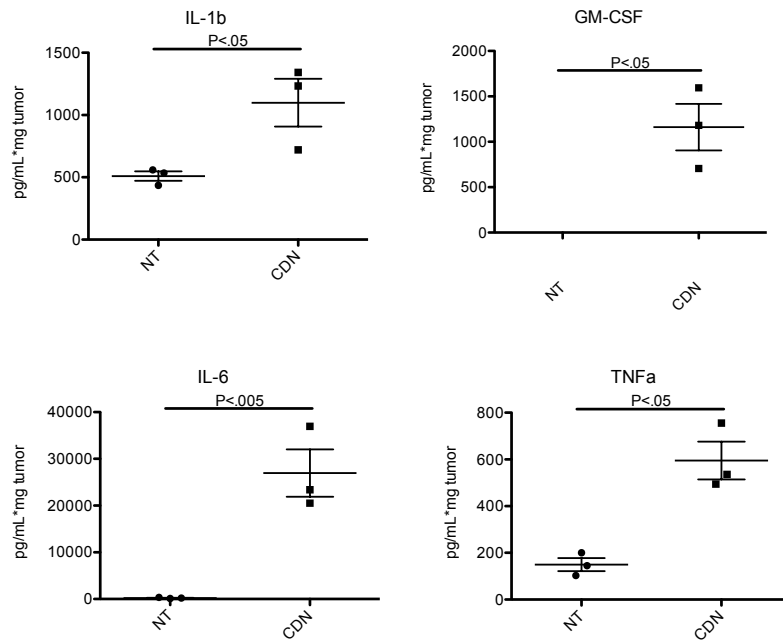 IL-1b
P<.05
1500
1000
500
0
pg/mL*mg tumor
NT
CDN
GM-CSF
P<.05
2000
1500
1000
500
0
pg/mL*mg tumor
NT
CDN
IL-6
P<.005
40000
30000
20000
10000
0
pg/mL*mg tumor
NT
CDN
TNFa
P<.05
800
600
400
200
0
pg/mL*mg tumor
NT
CDN